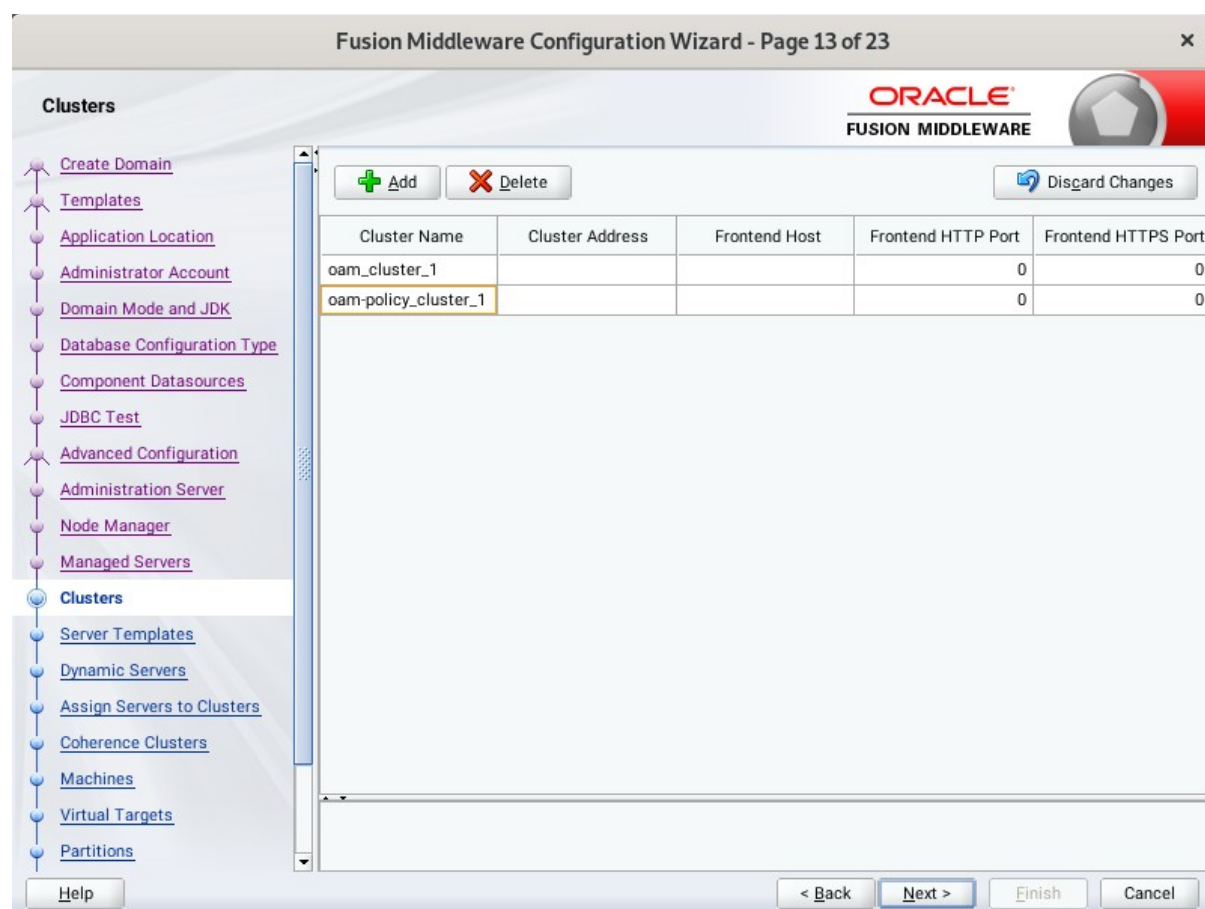 Fusion Middleware Configuration Wizard - Page 13 of 23
Clusters
ORACLE
FUSION MIDDLEWARE
Create Domain
Templates
Application Location
Administrator Account
Domain Mode and JDK
Database Configuration Type
Component Datasources
JDBC Test
Advanced Configuration
Administration Server
Node Manager
Managed Servers
Clusters
Server Templates
Dynamic Servers
Assign Servers to Clusters
Coherence Clusters
Machines
Virtual Targets
Partitions
Add Delete Discard Changes
Cluster Name Cluster Address Frontend Host Frontend HTTP Port Frontend HTTPS Port
oam_cluster_1 0 0
oam-policy_cluster_1 0 0
Help < Back Next > Finish Cancel